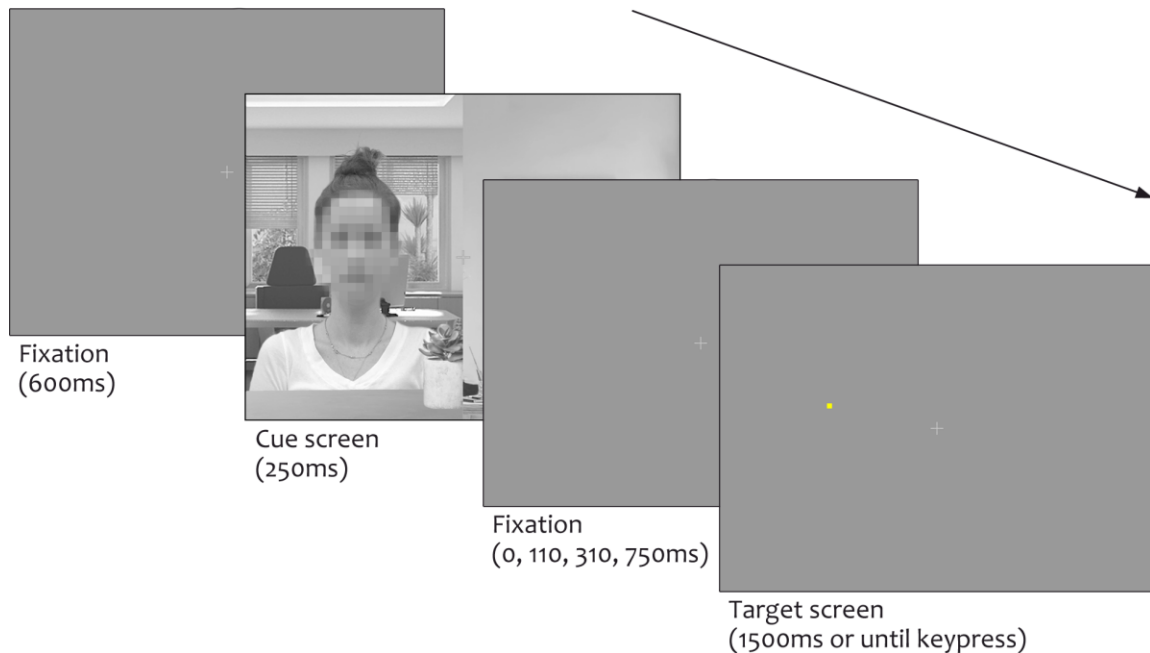 Fixation
(600ms)
Cue screen
(250ms)
Fixation
(0, 110, 310, 750ms)
Target screen
(1500ms or until keypress)